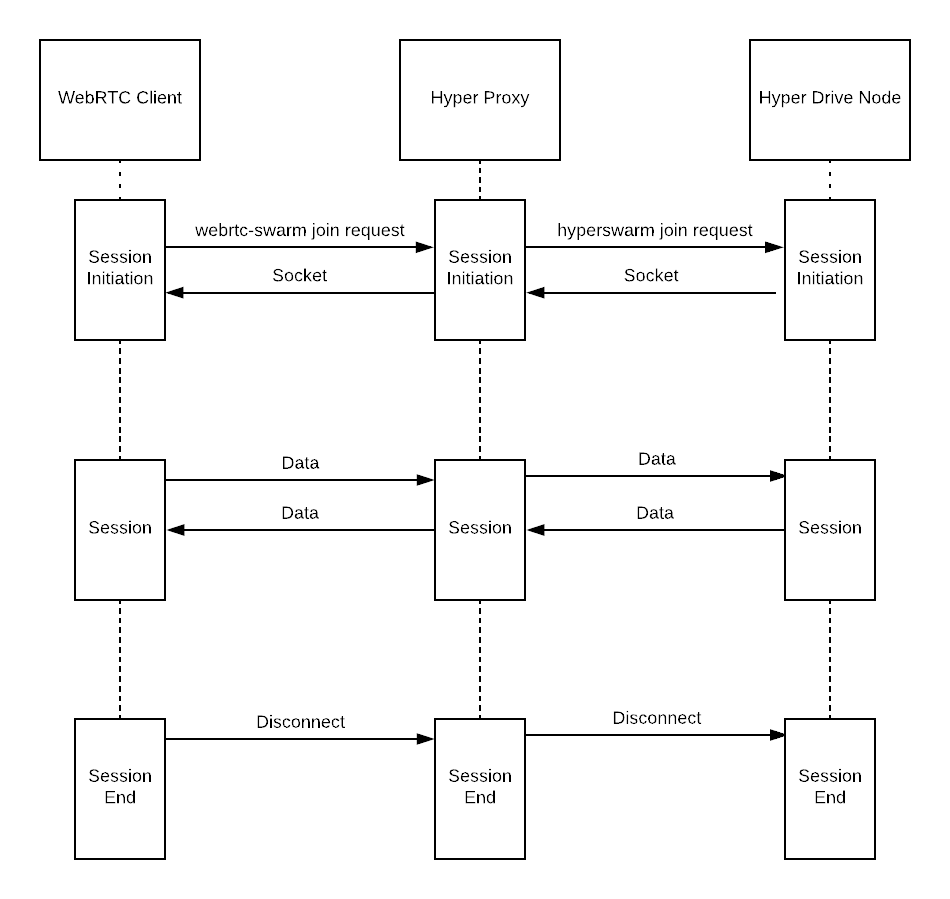 WebRTC Client
Hyper Proxy
Hyper Drive Node
webrtc-swarm join request
hyperswarm join request
Session
Initiation
Session
Initiation
Session
Initiation
Socket
Socket
Data
Data
Data
Data
Session
Session
Session
Disconnect
Disconnect
Session
End
Session
End
Session
End